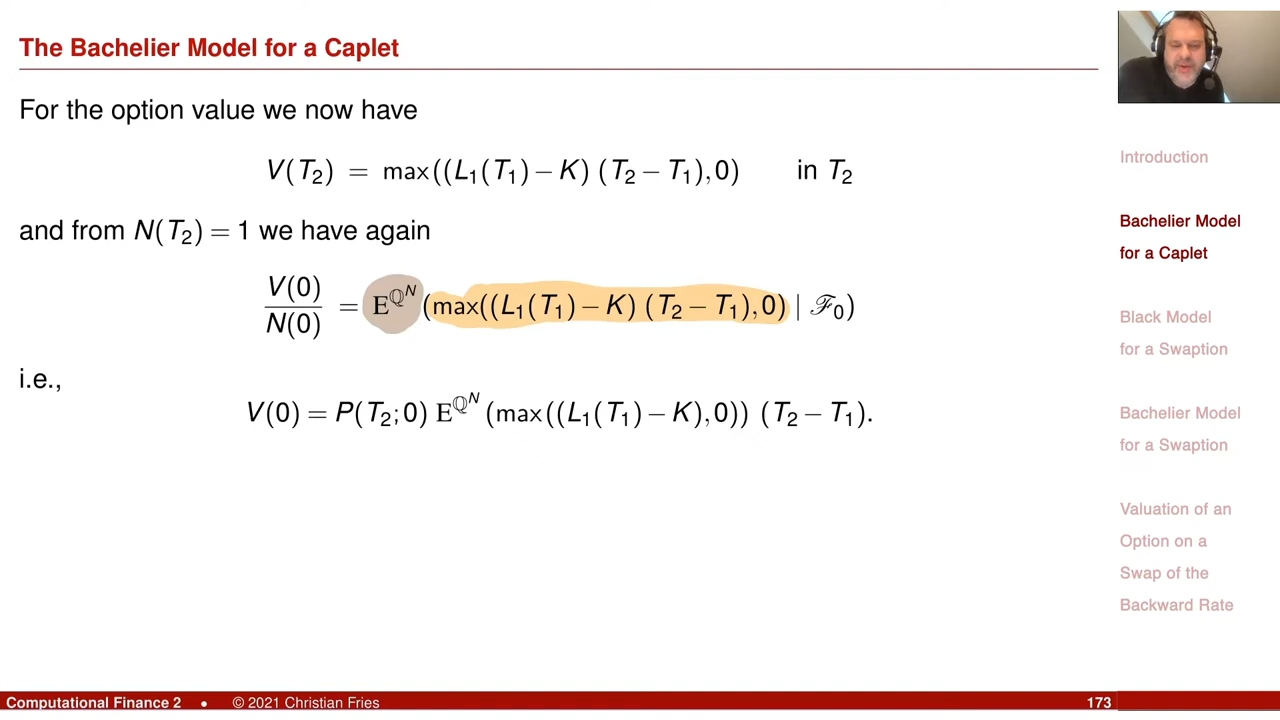 The Bachelier Model for a Caplet
For the option value we now have
V(T₂) = max((L₁(T₁) − K) (T₂ − T₁), 0) in T₂
and from N(T₂) = 1 we have again
V(0)/N(0) = E^{ℚ^N} (max((L₁(T₁) − K) (T₂ − T₁), 0) | ℱ₀)
i.e.,
V(0) = P(T₂; 0) E^{ℚ^N} (max((L₁(T₁) − K), 0)) (T₂ − T₁).
Introduction
Bachelier Model
for a Caplet
Black Model
for a Swaption
Bachelier Model
for a Swaption
Valuation of an
Option on a
Swap of the
Backward Rate
Computational Finance 2 • © 2021 Christian Fries 173